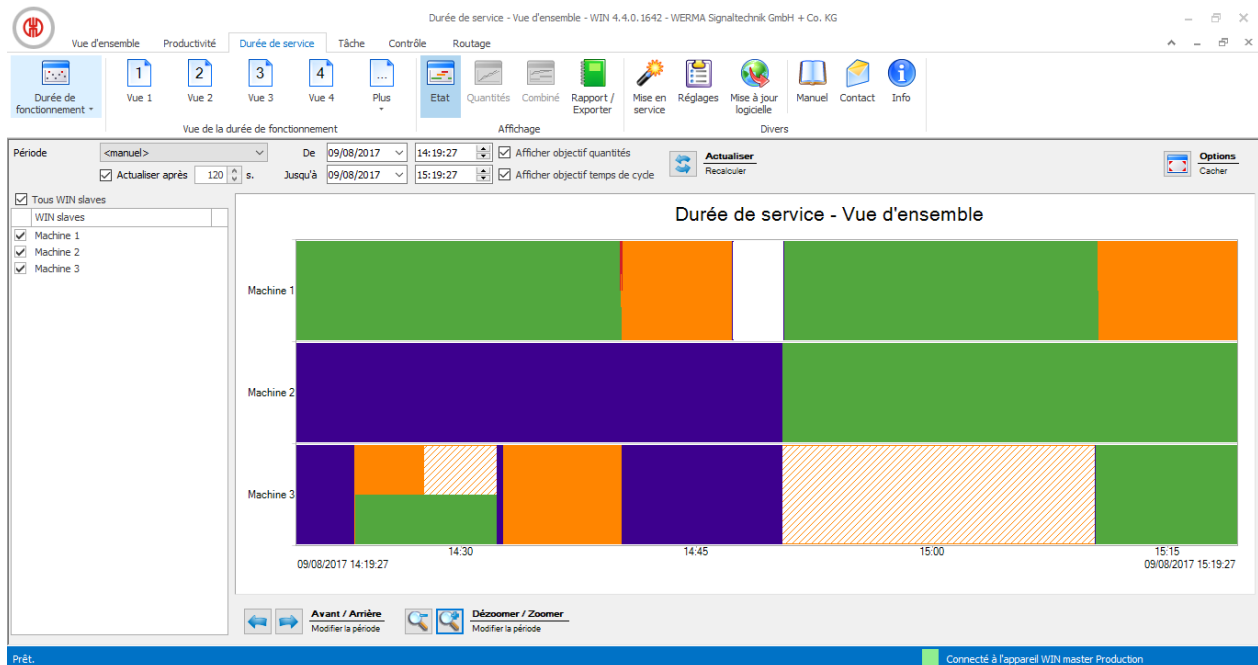 Durée de service - Vue d'ensemble - WIN 4.4.0.1642 - WERMA Signaltechnik GmbH + Co. KG
Vue d'ensemble Productivité Durée de service Tâche Contrôle Routage
1 2 3 4 ...
Durée de fonctionnement Vue 1 Vue 2 Vue 3 Vue 4 Plus Etat Quantités Combiné Rapport / Exporter Mise en service Réglages Mise à jour logicielle Manuel Contact Info
Vue de la durée de fonctionnement Affichage Divers
Période <manuel> De 09/08/2017 14:19:27 Afficher objectif quantités Actualiser Options
Actualiser après 120 s. Jusqu'à 09/08/2017 15:19:27 Afficher objectif temps de cycle Recalculer Cacher
Tous WIN slaves
WIN slaves
Machine 1
Machine 2
Machine 3
Durée de service - Vue d'ensemble
Machine 1
Machine 2
Machine 3
14:30 14:45 15:00 15:15
09/08/2017 14:19:27 09/08/2017 15:19:27
Avant / Arrière Dézoomer / Zoomer
Modifier la période Modifier la période
Prêt. Connecté à l'appareil WIN master Production